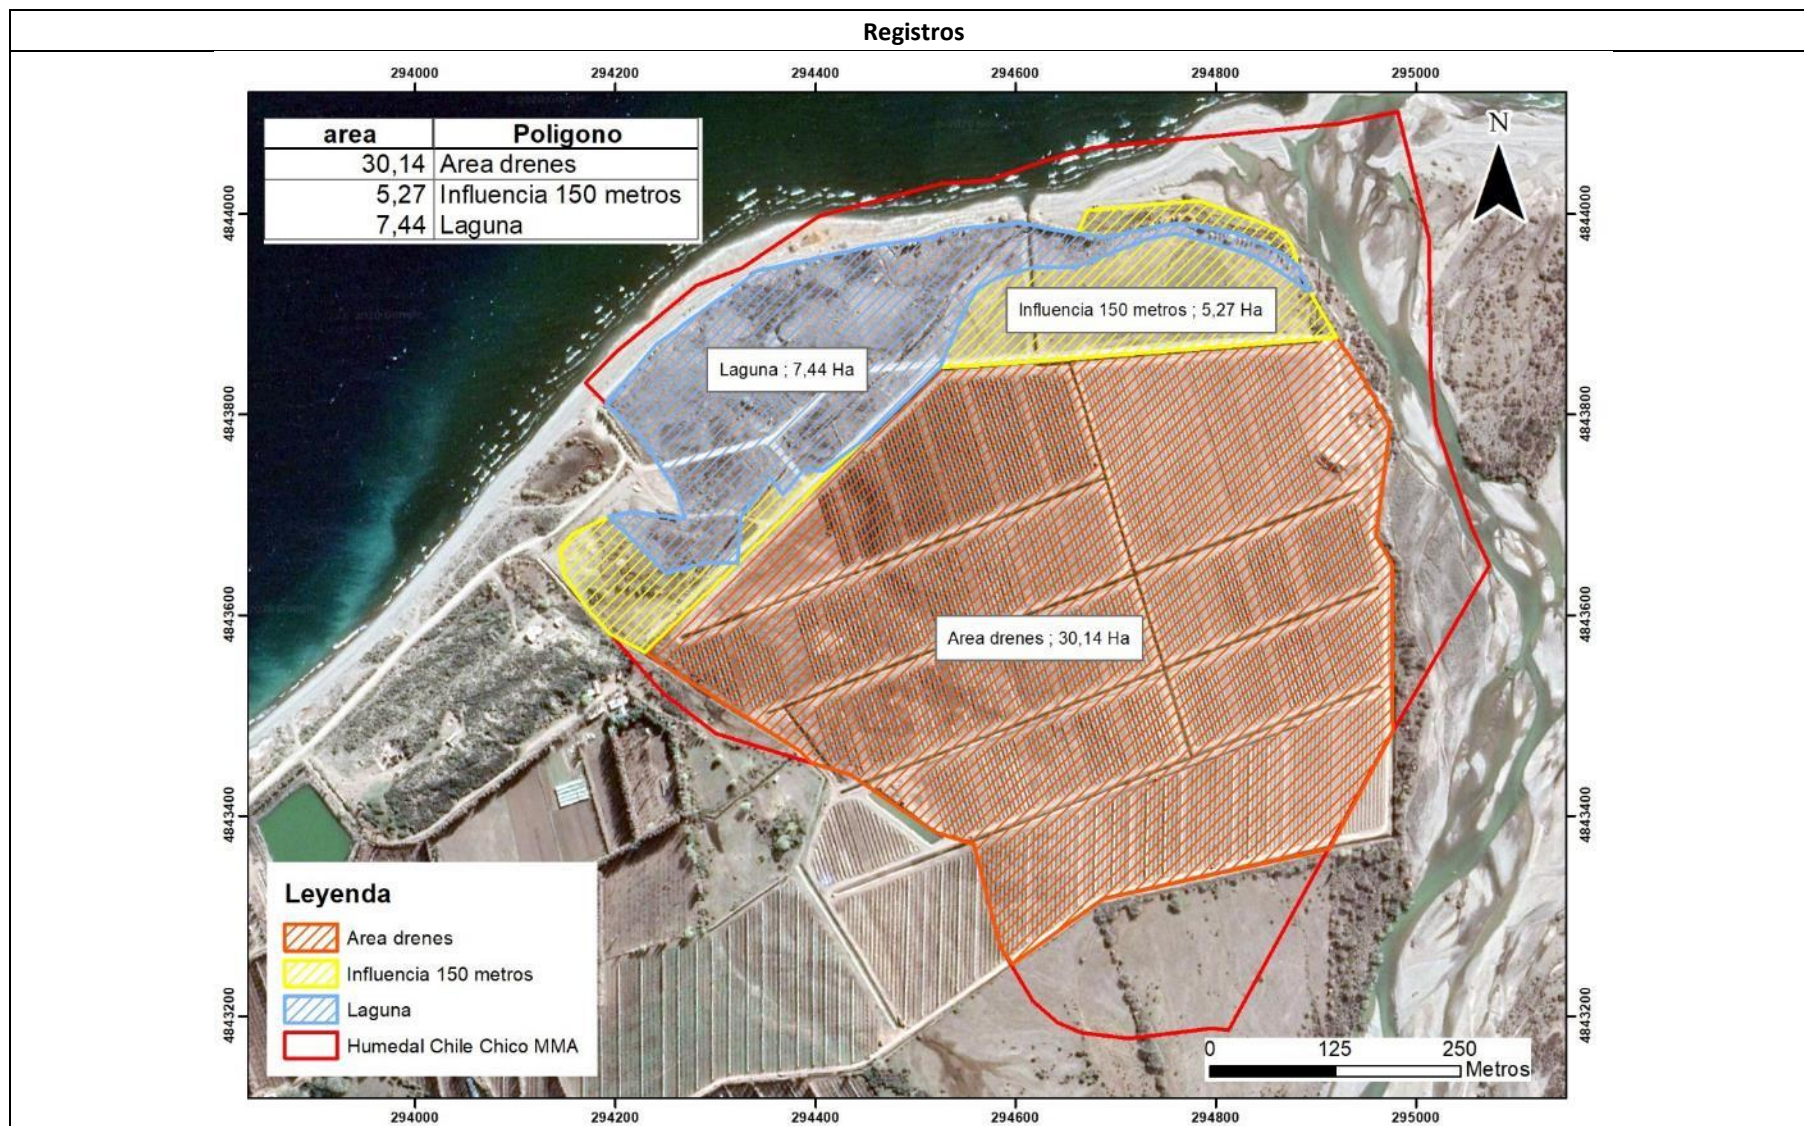 Registros
294000 294200 294400 294600 294800 295000
area Poligono
30,14 Area drenes
5,27 Influencia 150 metros
7,44 Laguna
N
4844000 4844000
Influencia 150 metros ; 5,27 Ha
Laguna ; 7,44 Ha
4843800 4843800
4843600 4843600
Area drenes ; 30,14 Ha
4843400 4843400
Leyenda
Area drenes
Influencia 150 metros
Laguna
Humedal Chile Chico MMA
4843200 4843200
0 125 250
Metros
294000 294200 294400 294600 294800 295000